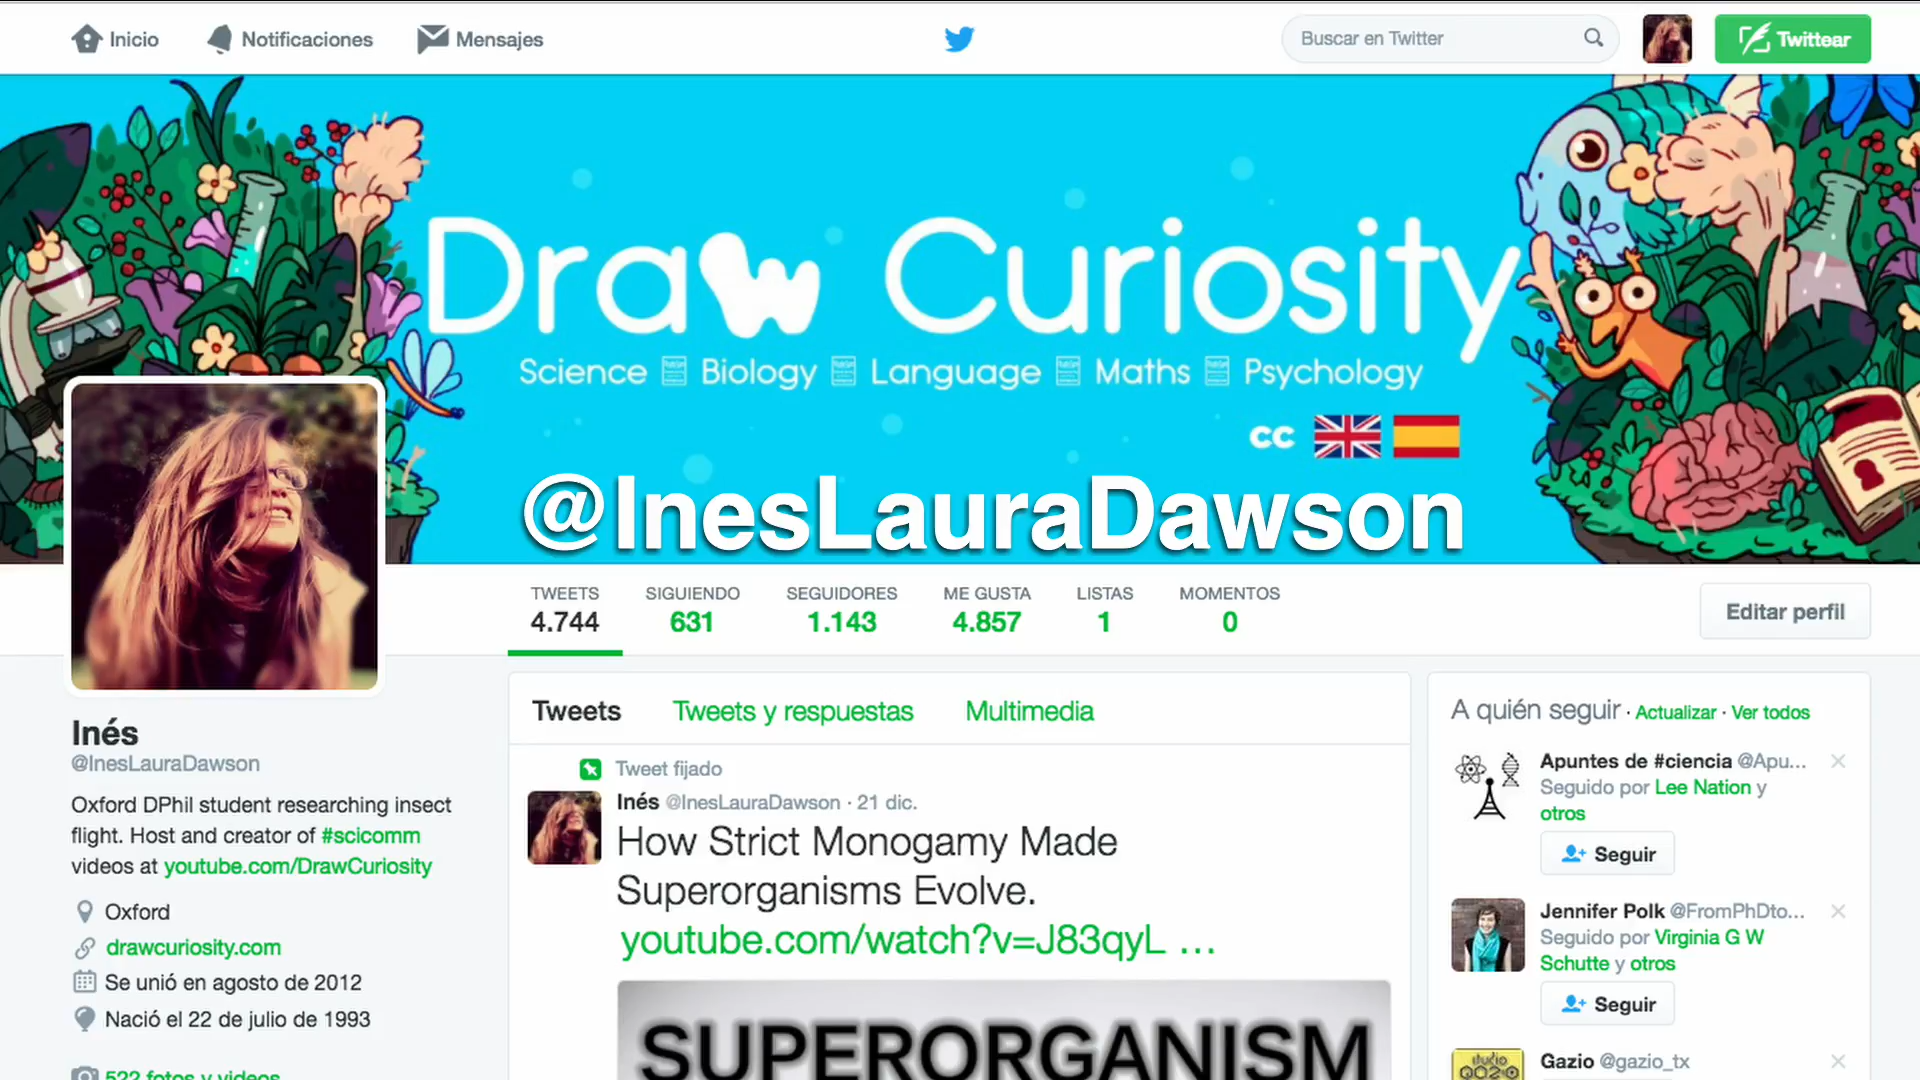 Inicio
Notificaciones
Mensajes
Buscar en Twitter
Twittear
Draw Curiosity
Science Biology Language Maths Psychology
cc
@InesLauraDawson
TWEETS
4.744
SIGUIENDO
631
SEGUIDORES
1.143
ME GUSTA
4.857
LISTAS
1
MOMENTOS
0
Editar perfil
Inés
@InesLauraDawson
Oxford DPhil student researching insect
flight. Host and creator of #scicomm
videos at youtube.com/DrawCuriosity
Oxford
drawcuriosity.com
Se unió en agosto de 2012
Nació el 22 de julio de 1993
522 fotos y videos
Tweets
Tweets y respuestas
Multimedia
Tweet fijado
Inés @InesLauraDawson · 21 dic.
How Strict Monogamy Made
Superorganisms Evolve.
youtube.com/watch?v=J83qyL …
SUPERORGANISM
A quién seguir · Actualizar · Ver todos
Apuntes de #ciencia @Apu...
Seguido por Lee Nation y
otros
Seguir
Jennifer Polk @FromPhDto...
Seguido por Virginia G W
Schutte y otros
Seguir
Gazio @gazio_tx